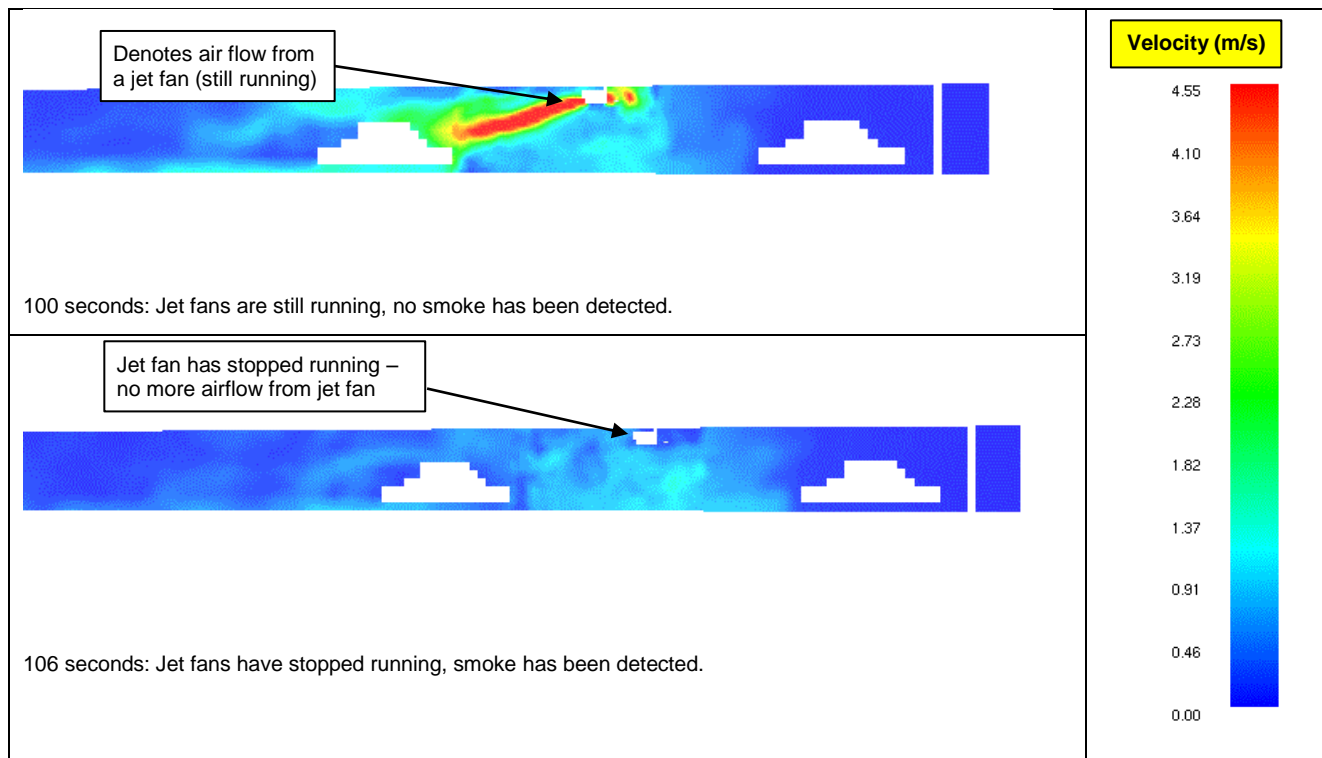 Denotes air flow from
a jet fan (still running)
100 seconds: Jet fans are still running, no smoke has been detected.
Jet fan has stopped running –
no more airflow from jet fan
106 seconds: Jet fans have stopped running, smoke has been detected.
Velocity (m/s)
4.55
4.10
3.64
3.19
2.73
2.28
1.82
1.37
0.91
0.46
0.00